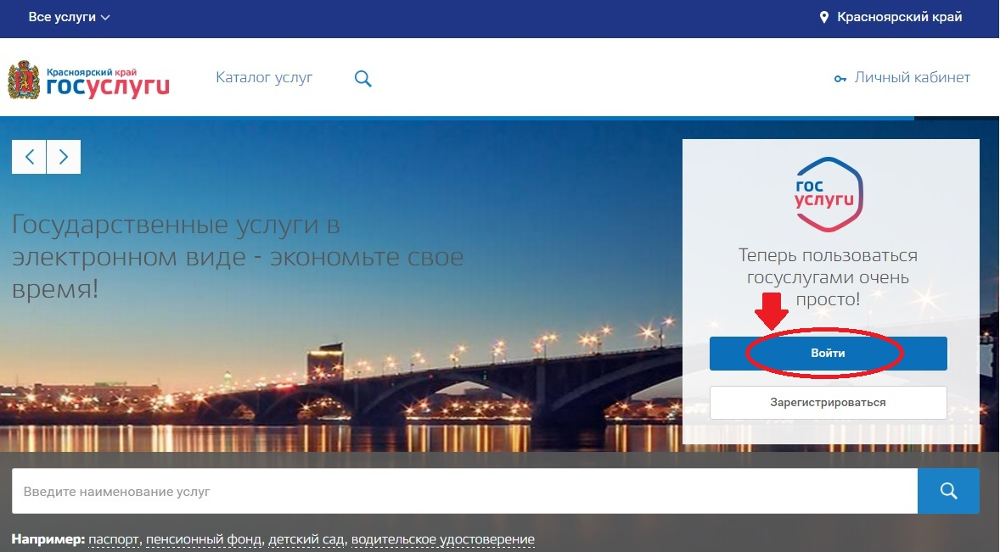 Все услуги
Красноярский край
Красноярский край
госуслуги
Каталог услуг
Личный кабинет
Государственные услуги в
электронном виде - экономьте свое
время!
гос
услуги
Теперь пользоваться
госуслугами очень
просто!
Войти
Зарегистрироваться
Введите наименование услуг
Например: паспорт, пенсионный фонд, детский сад, водительское удостоверение